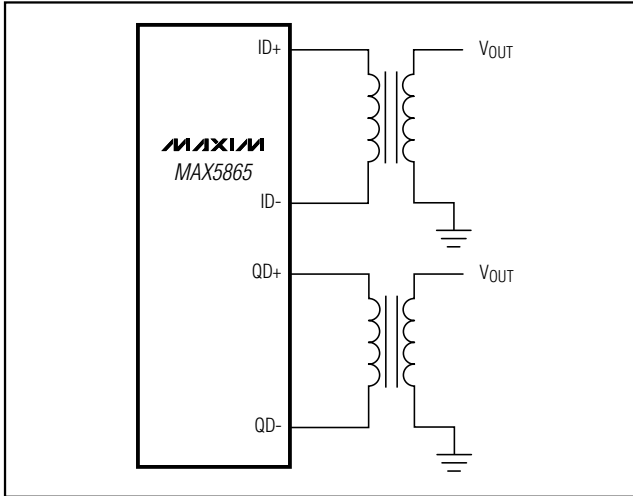 ID+
VOUT
MAXIM
MAX5865
ID-
QD+
VOUT
QD-